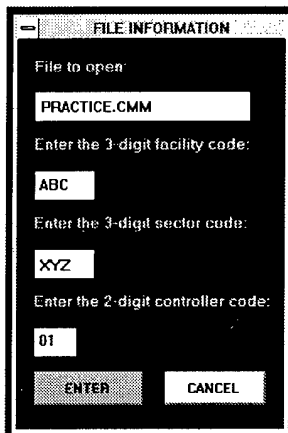 FILE INFORMATION
File to open:
PRACTICE.CMM
Enter the 3-digit facility code:
ABC
Enter the 3-digit sector code:
XYZ
Enter the 2-digit controller code:
01
ENTER CANCEL